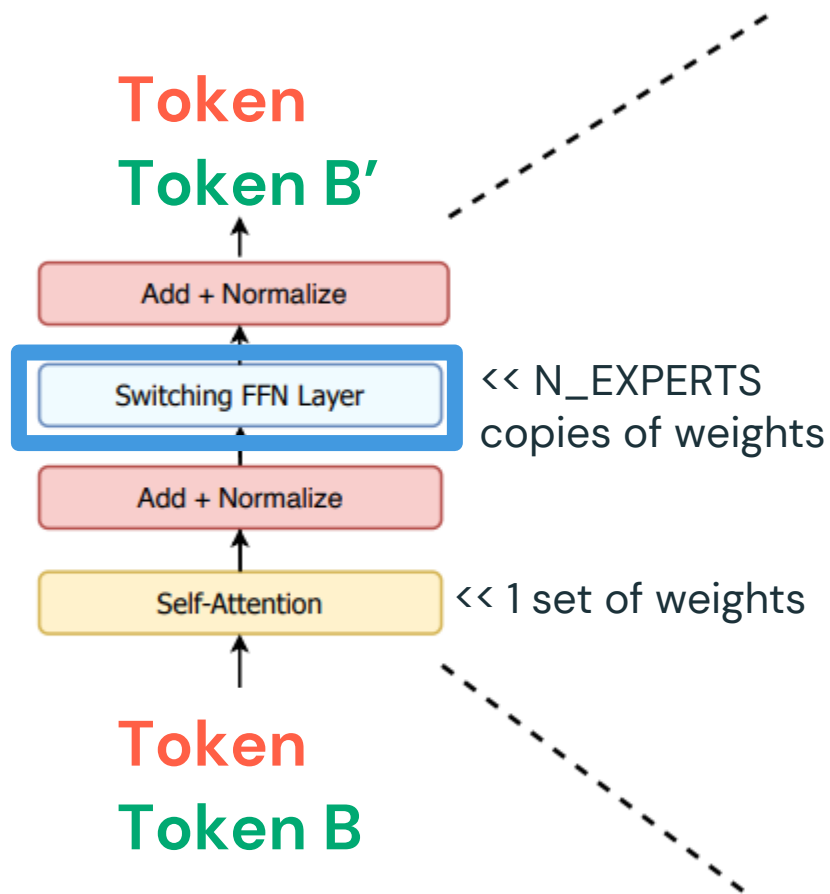 Token
Token B’
Add + Normalize
Switching FFN Layer
<< N_EXPERTS
copies of weights
Add + Normalize
Self-Attention
<< 1 set of weights
Token
Token B